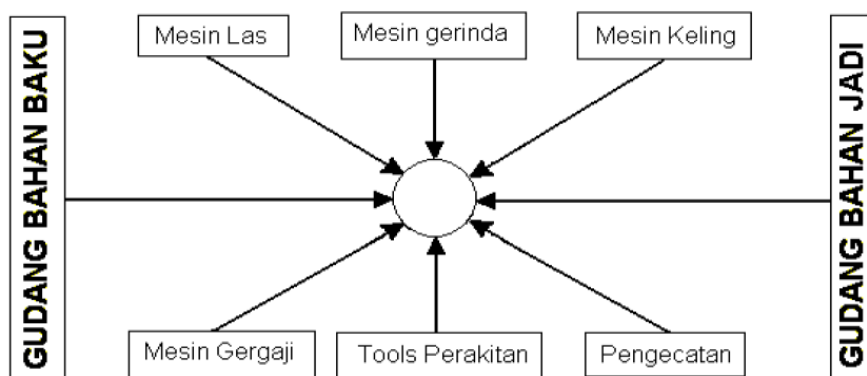 GUDANG BAHAN BAKU
Mesin Las
Mesin gerinda
Mesin Keling
GUDANG BAHAN JADI
Mesin Gergaji
Tools Perakitan
Pengecatan